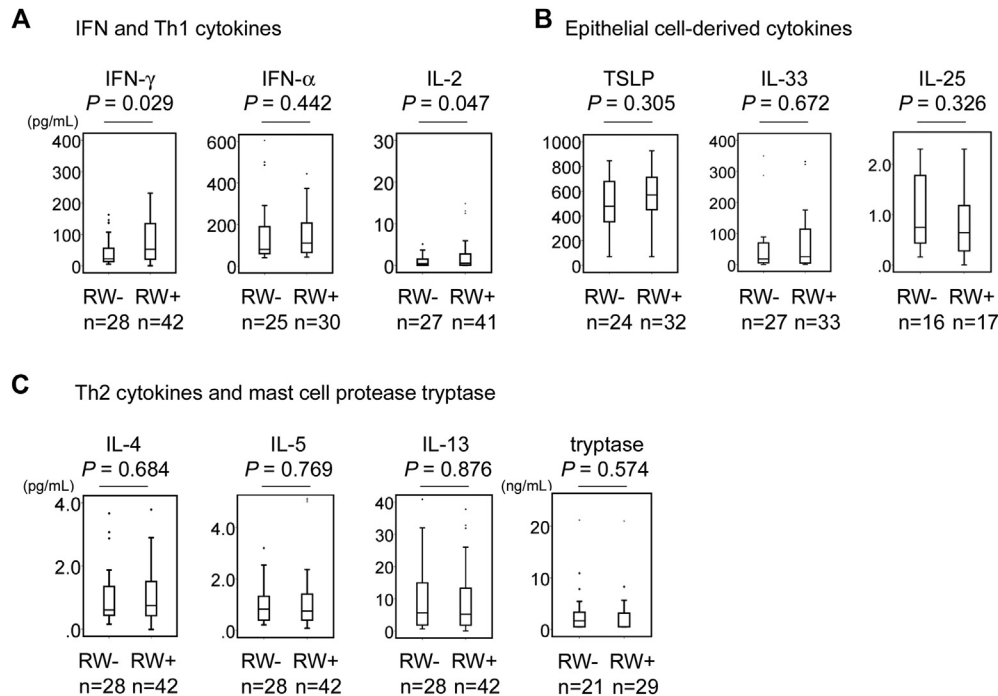 A IFN and Th1 cytokines
IFN-γ IFN-α IL-2
P = 0.029 P = 0.442 P = 0.047
(pg/mL)
400 300 200 100 0
600 400 200 0
30 20 10 0
RW- RW+ RW- RW+ RW- RW+
n=28 n=42 n=25 n=30 n=27 n=41
B Epithelial cell-derived cytokines
TSLP IL-33 IL-25
P = 0.305 P = 0.672 P = 0.326
1000 800 600 400 200 0
400 300 200 100 0
2.0 1.0 .0
RW- RW+ RW- RW+ RW- RW+
n=24 n=32 n=27 n=33 n=16 n=17
C Th2 cytokines and mast cell protease tryptase
IL-4 IL-5 IL-13 tryptase
P = 0.684 P = 0.769 P = 0.876 P = 0.574
(pg/mL) (ng/mL)
4.0 2.0 .0
4.0 2.0 .0
40 30 20 10 0
20 10 0
RW- RW+ RW- RW+ RW- RW+ RW- RW+
n=28 n=42 n=28 n=42 n=28 n=42 n=21 n=29